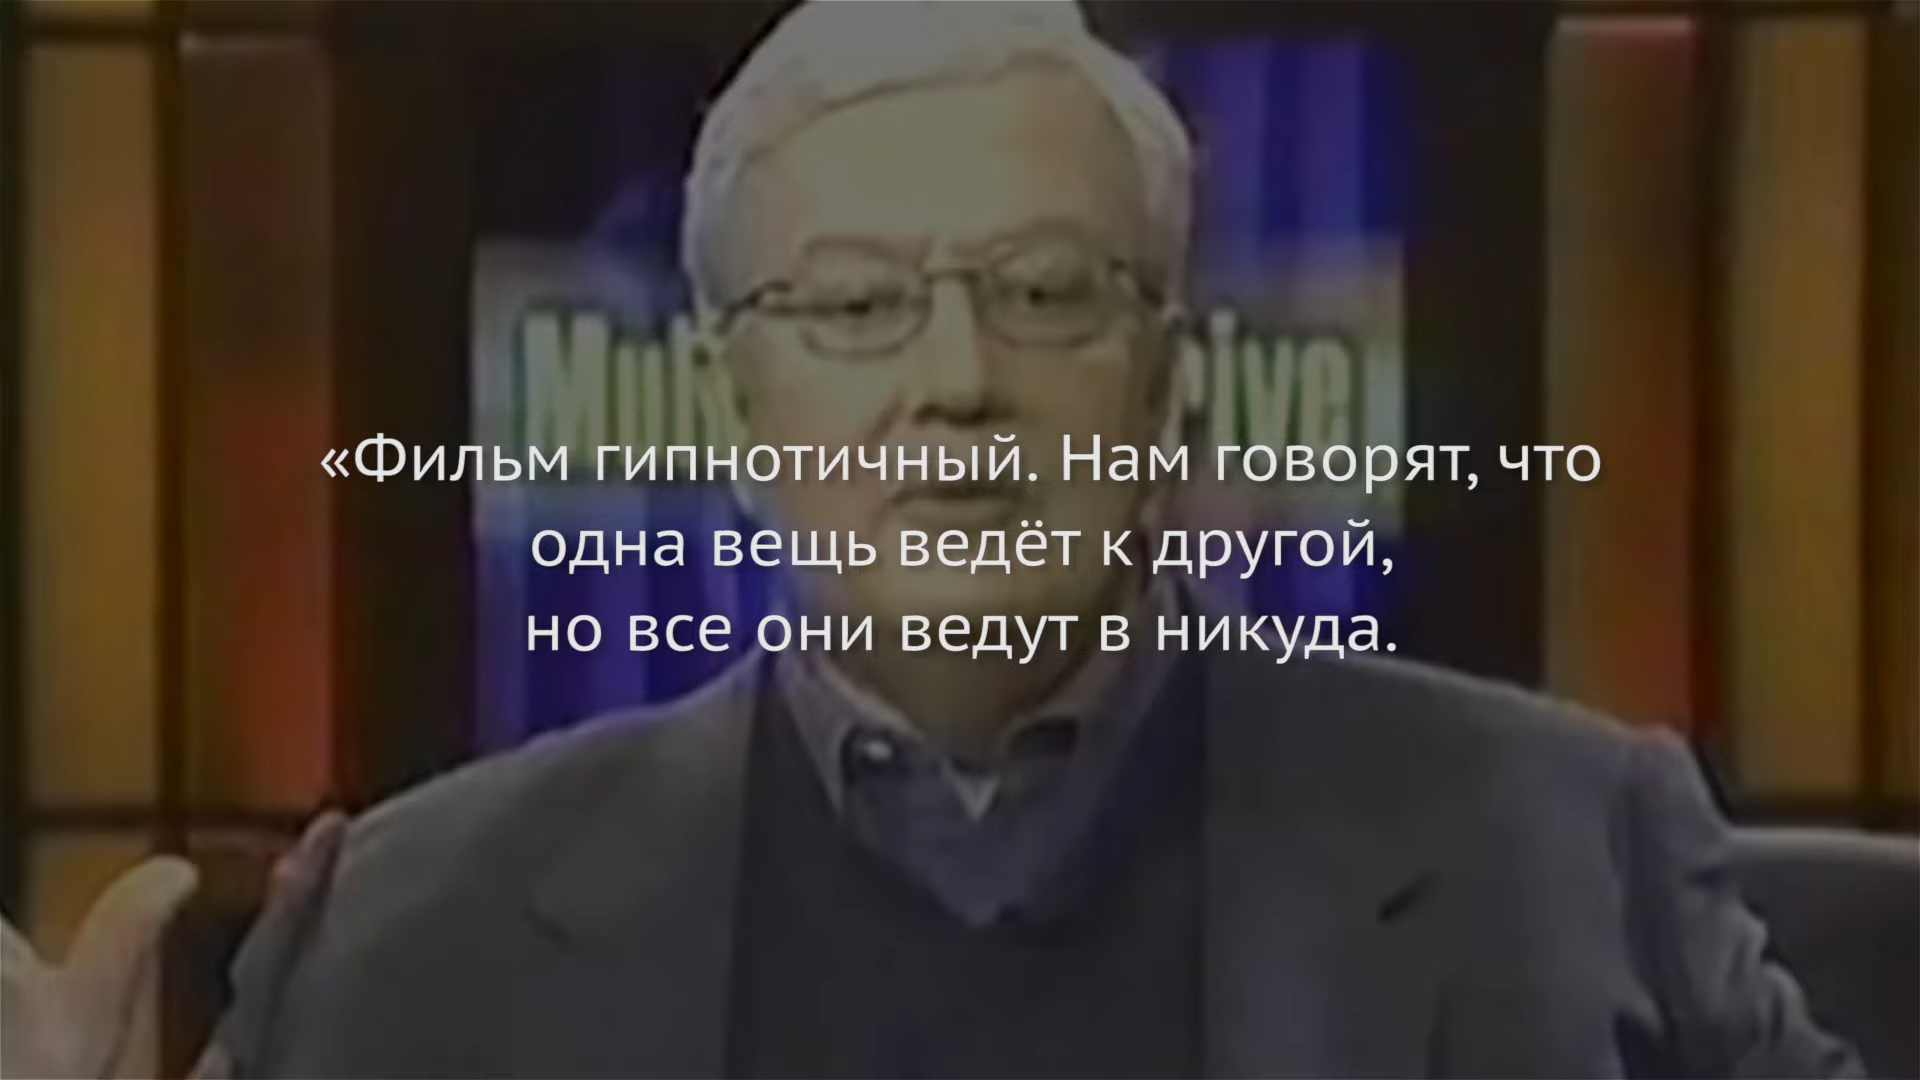 «Фильм гипнотичный. Нам говорят, что
одна вещь ведёт к другой,
но все они ведут в никуда.